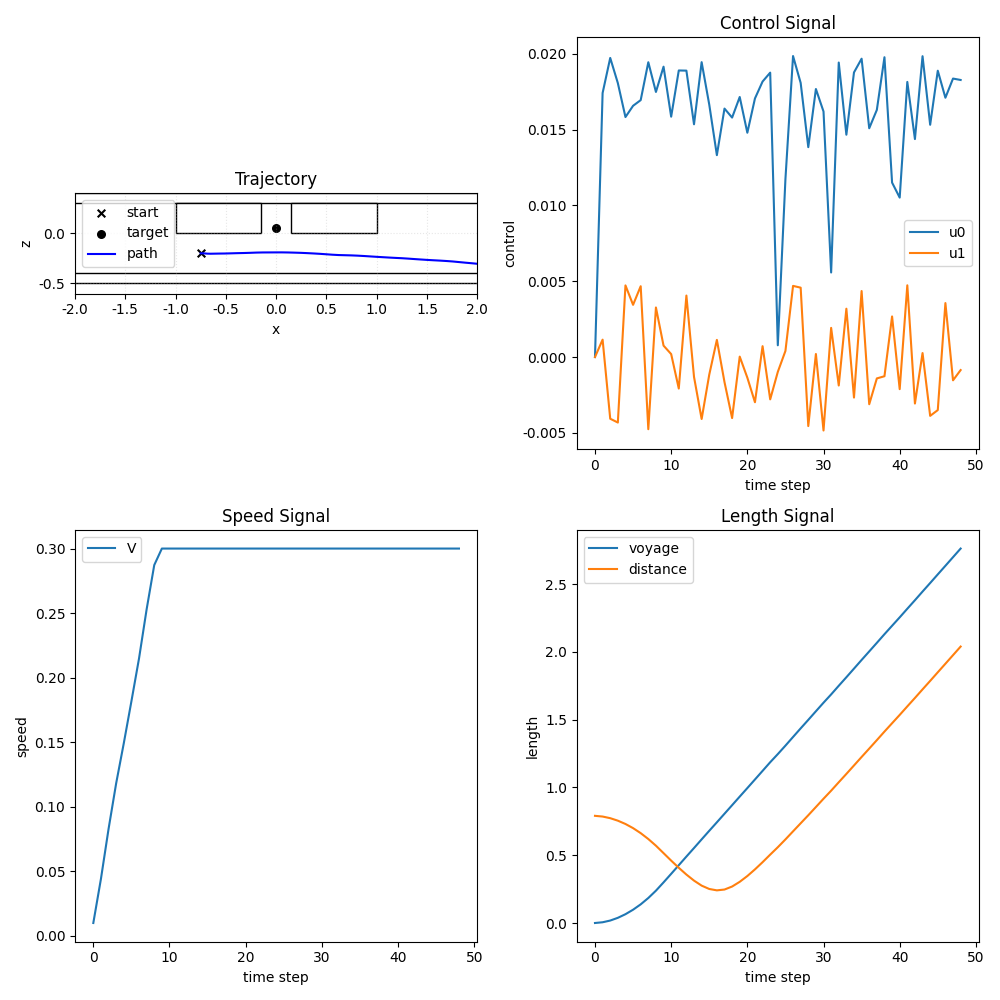 Trajectory
start
target
path
0.0
-0.5
z
-2.0 -1.5 -1.0 -0.5 0.0 0.5 1.0 1.5 2.0
x
Control Signal
0.020
0.015
0.010
0.005
0.000
-0.005
control
u0
u1
0 10 20 30 40 50
time step
Speed Signal
V
0.30
0.25
0.20
0.15
0.10
0.05
0.00
speed
0 10 20 30 40 50
time step
Length Signal
voyage
distance
2.5
2.0
1.5
1.0
0.5
0.0
length
0 10 20 30 40 50
time step